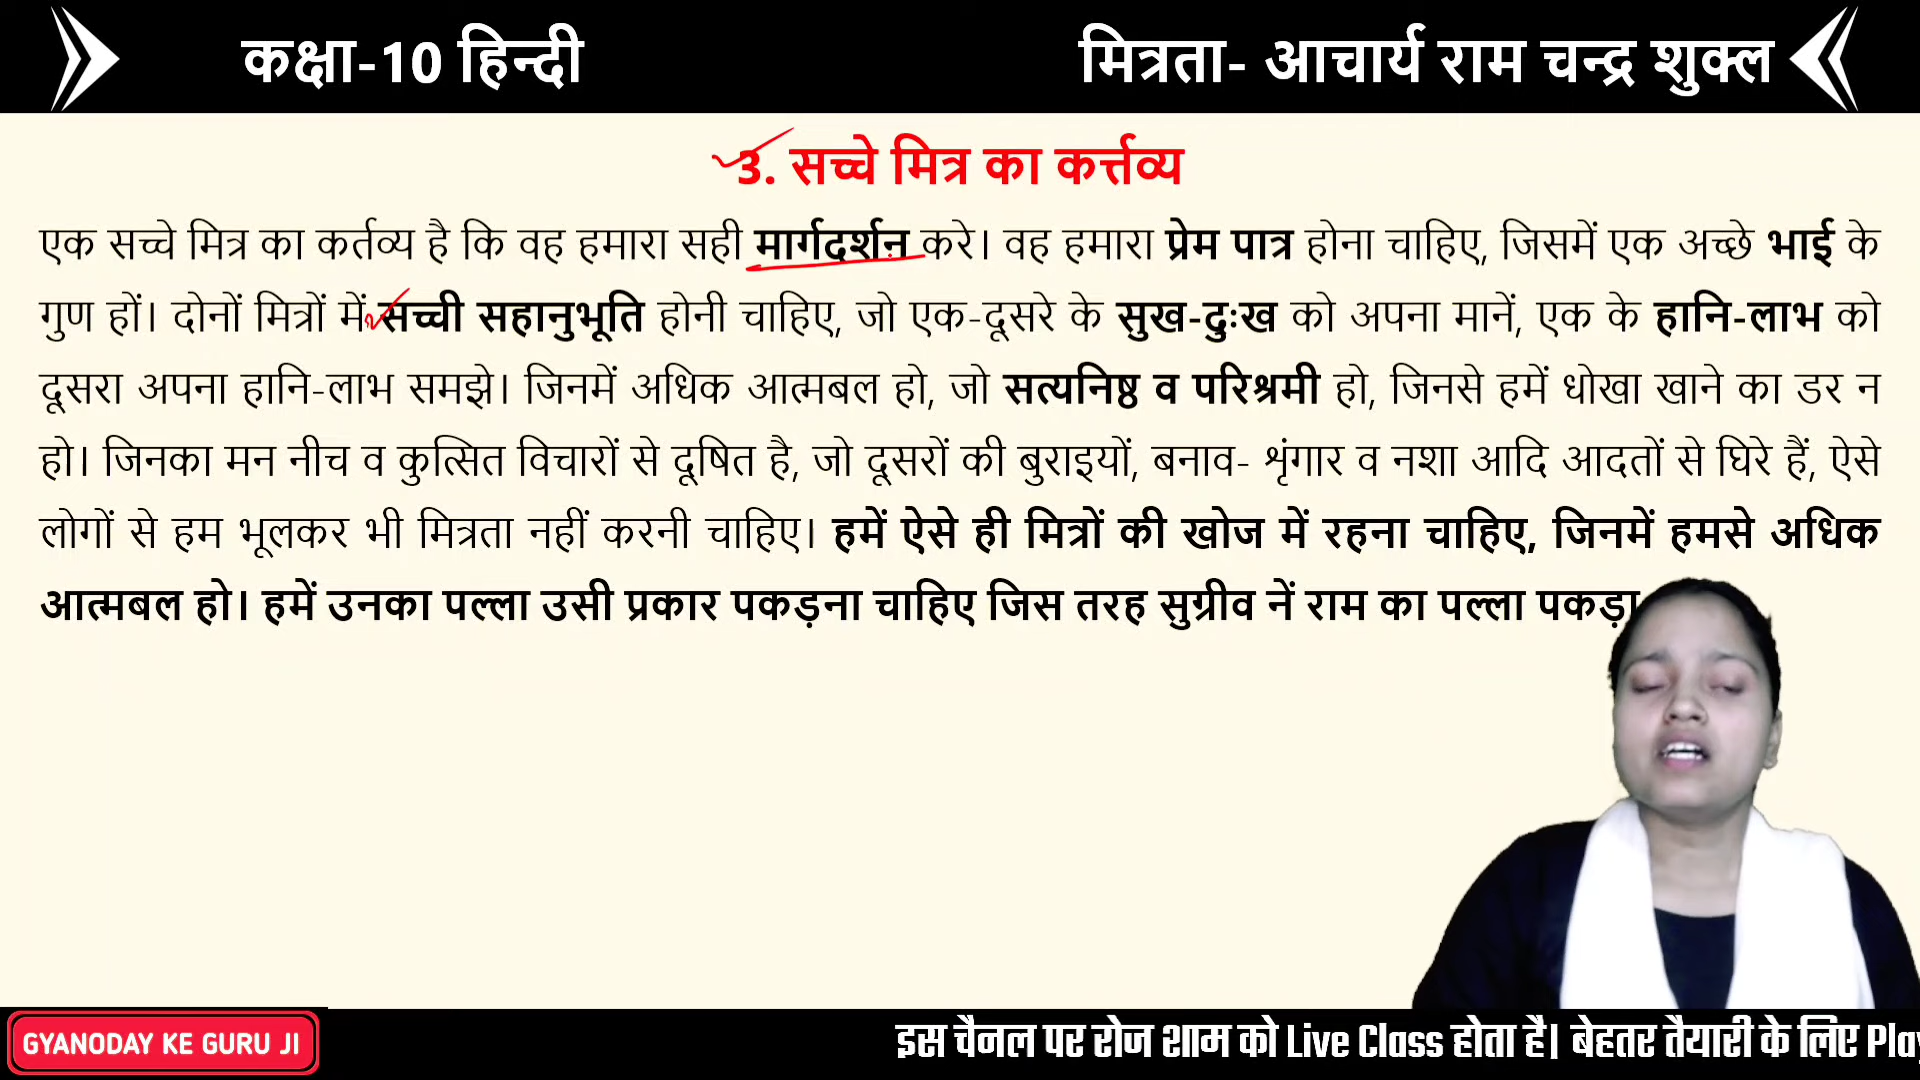 कक्षा-10 हिन्दी
मित्रता- आचार्य राम चन्द्र शुक्ल
3. सच्चे मित्र का कर्त्तव्य
एक सच्चे मित्र का कर्तव्य है कि वह हमारा सही मार्गदर्शन करे। वह हमारा प्रेम पात्र होना चाहिए, जिसमें एक अच्छे भाई के
गुण हों। दोनों मित्रों में सच्ची सहानुभूति होनी चाहिए, जो एक-दूसरे के सुख-दुःख को अपना मानें, एक के हानि-लाभ को
दूसरा अपना हानि-लाभ समझे। जिनमें अधिक आत्मबल हो, जो सत्यनिष्ठ व परिश्रमी हो, जिनसे हमें धोखा खाने का डर न
हो। जिनका मन नीच व कुत्सित विचारों से दूषित है, जो दूसरों की बुराइयों, बनाव- शृंगार व नशा आदि आदतों से घिरे हैं, ऐसे
लोगों से हम भूलकर भी मित्रता नहीं करनी चाहिए। हमें ऐसे ही मित्रों की खोज में रहना चाहिए, जिनमें हमसे अधिक
आत्मबल हो। हमें उनका पल्ला उसी प्रकार पकड़ना चाहिए जिस तरह सुग्रीव नें राम का पल्ला पकड़ा
GYANODAY KE GURU JI
इस चैनल पर रोज शाम को Live Class होता है। बेहतर तैयारी के लिए